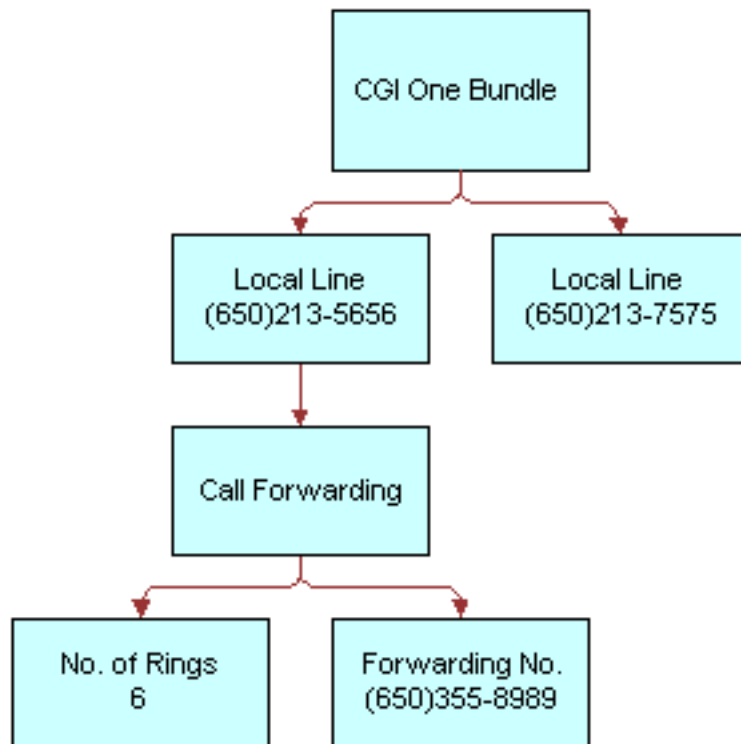 CGI One Bundle
Local Line
(650)213-5656
Local Line
(650)213-7575
Call Forwarding
No. of Rings
6
Forwarding No.
(650)355-8989